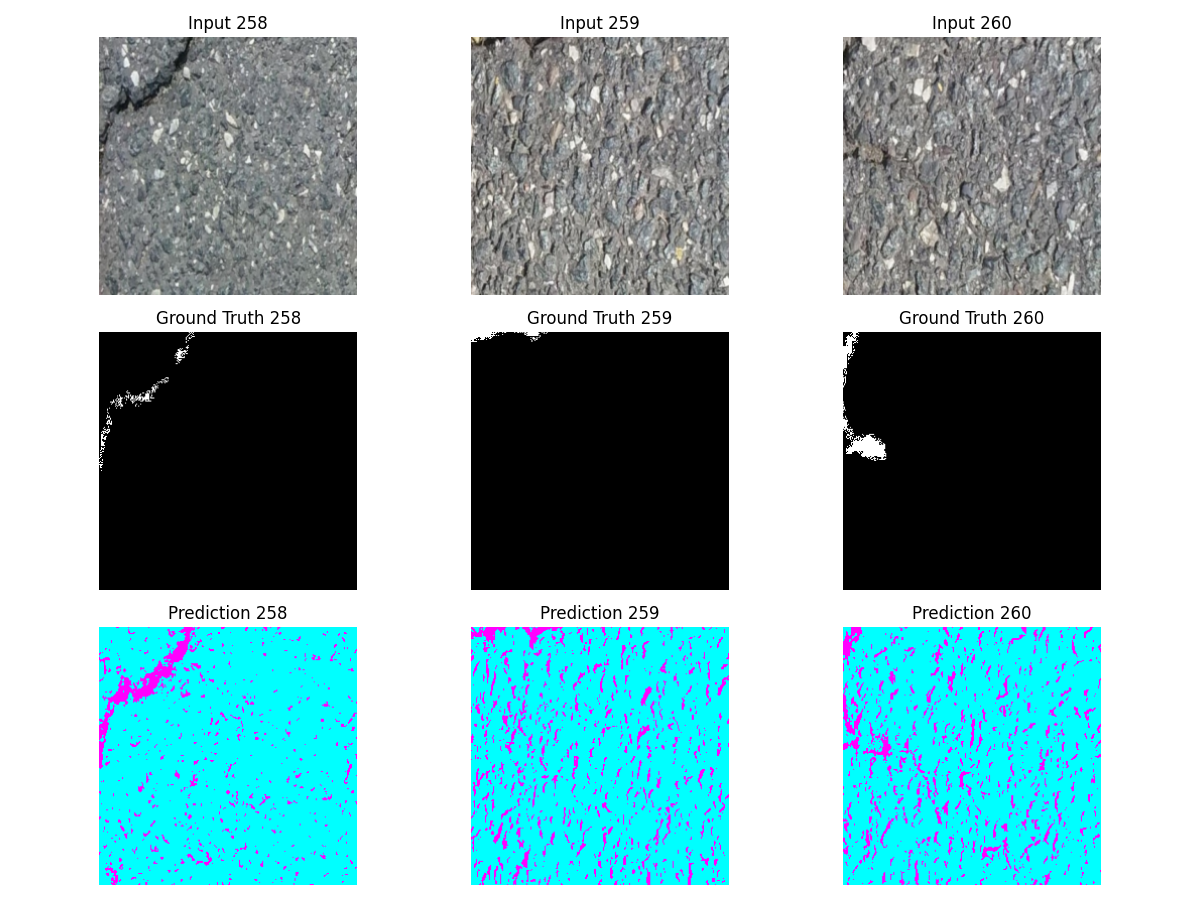 Input 258
Input 259
Input 260
Ground Truth 258
Ground Truth 259
Ground Truth 260
Prediction 258
Prediction 259
Prediction 260